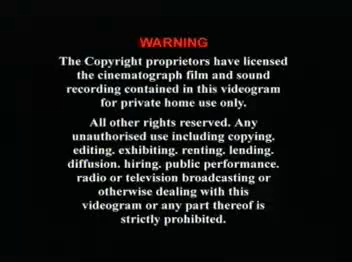 WARNING
The Copyright proprietors have licensed
the cinematograph film and sound
recording contained in this videogram
for private home use only.
All other rights reserved. Any
unauthorised use including copying.
editing. exhibiting. renting. lending.
diffusion. hiring. public performance.
radio or television broadcasting or
otherwise dealing with this
videogram or any part thereof is
strictly prohibited.